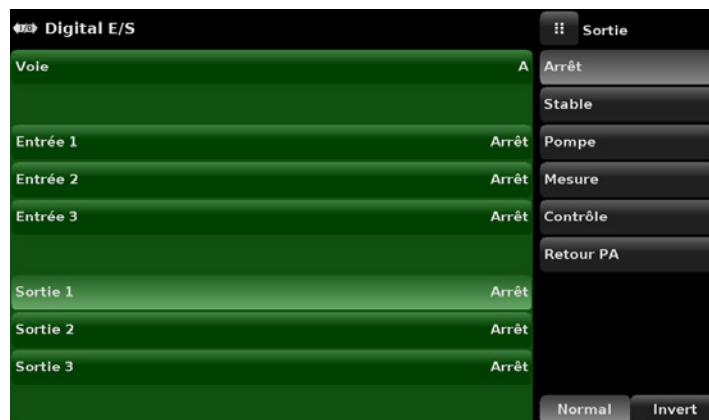 Digital E/S
Voie A
Entrée 1 Arrêt
Entrée 2 Arrêt
Entrée 3 Arrêt
Sortie 1 Arrêt
Sortie 2 Arrêt
Sortie 3 Arrêt
Sortie
Arrêt
Stable
Pompe
Mesure
Contrôle
Retour PA
Normal Invert